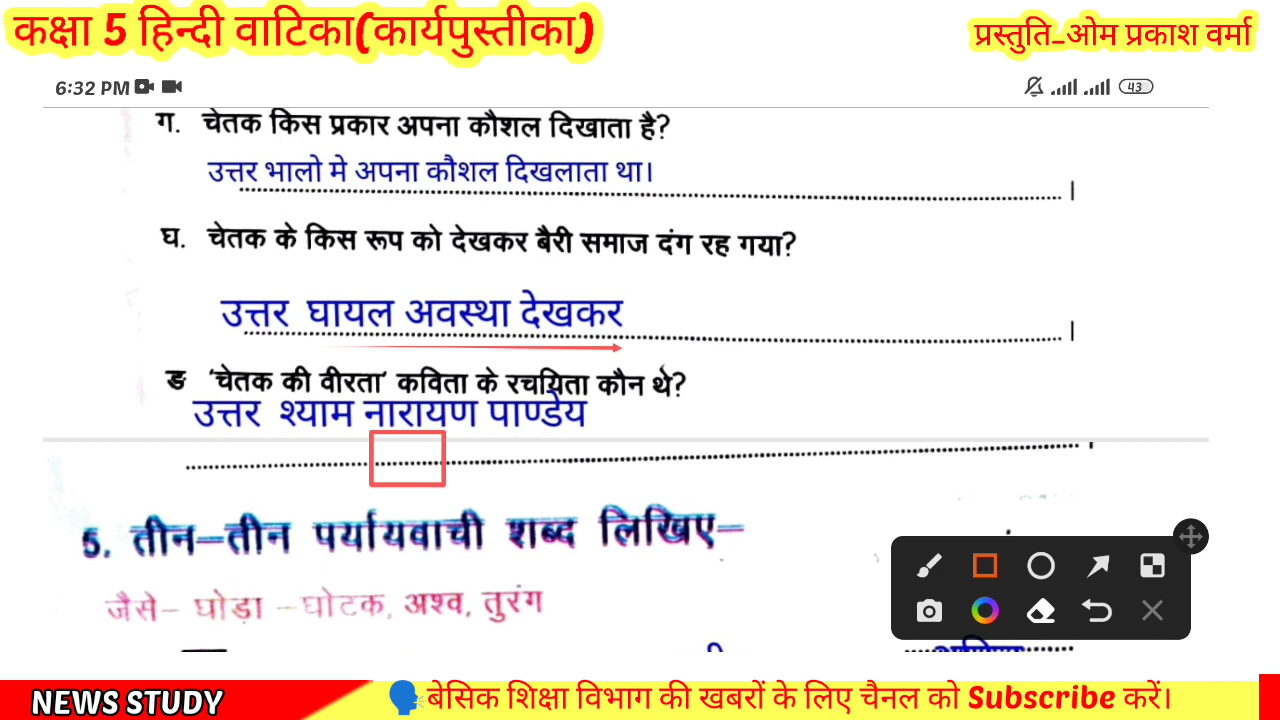 कक्षा 5 हिन्दी वाटिका(कार्यपुस्तीका)
प्रस्तुति-ओम प्रकाश वर्मा
6:32 PM
43
ग. चेतक किस प्रकार अपना कौशल दिखाता है?
उत्तर भालो मे अपना कौशल दिखलाता था।
घ. चेतक के किस रूप को देखकर बैरी समाज दंग रह गया?
उत्तर घायल अवस्था देखकर
ङ 'चेतक की वीरता' कविता के रचयिता कौन थे?
उत्तर श्याम नारायण पाण्डेय
5. तीन-तीन पर्यायवाची शब्द लिखिए-
जैसे- घोड़ा -घोटक, अश्व, तुरंग
NEWS STUDY
बेसिक शिक्षा विभाग की खबरों के लिए चैनल को Subscribe करें।